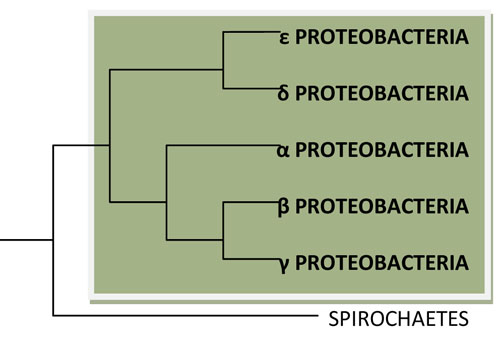 ε PROTEOBACTERIA
δ PROTEOBACTERIA
α PROTEOBACTERIA
β PROTEOBACTERIA
γ PROTEOBACTERIA
SPIROCHAETES